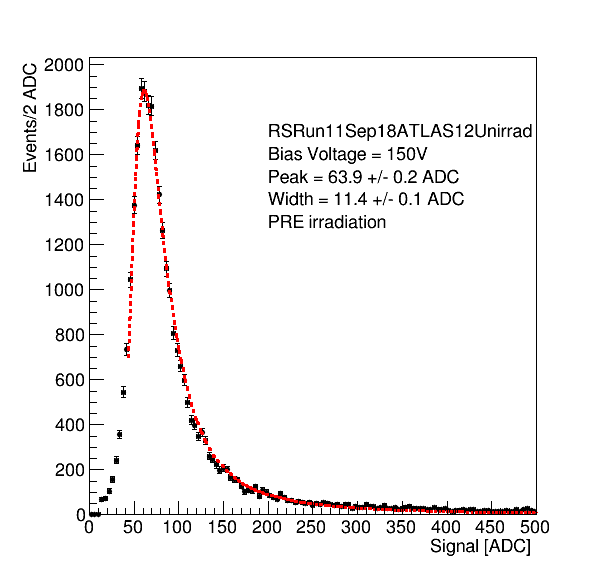 Events/2 ADC
2000
1800
1600
1400
1200
1000
800
600
400
200
0
RSRun11Sep18ATLAS12Unirrad
Bias Voltage = 150V
Peak = 63.9 +/- 0.2 ADC
Width = 11.4 +/- 0.1 ADC
PRE irradiation
0 50 100 150 200 250 300 350 400 450 500
Signal [ADC]